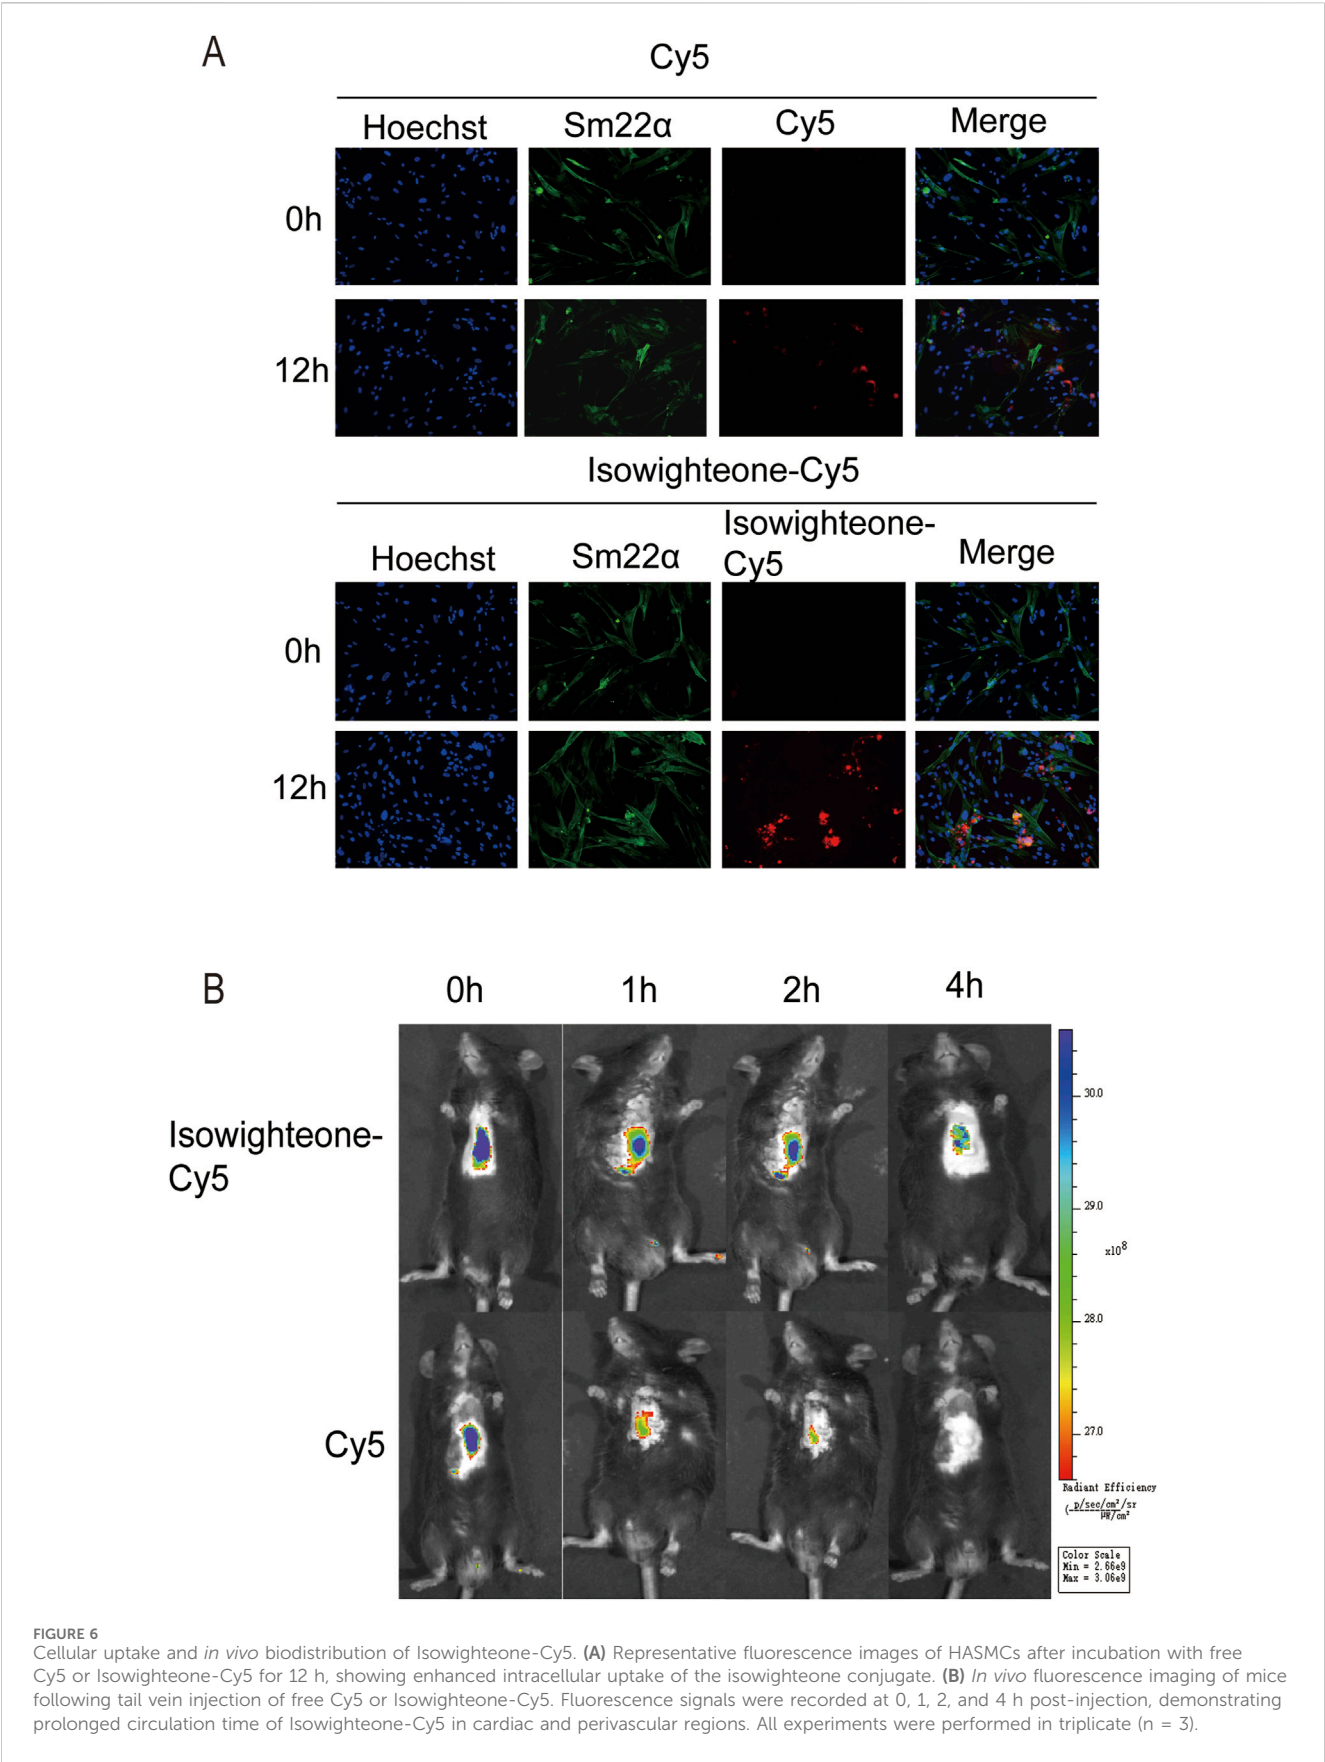 A
Cy5
Hoechst Sm22α Cy5 Merge
0h
12h
Isowighteone-Cy5
Hoechst Sm22α Isowighteone-
Cy5 Merge
0h
12h
B
0h 1h 2h 4h
Isowighteone-
Cy5
Cy5
30.0
29.0
x10⁸
28.0
27.0
Radiant Efficiency
(p/sec/cm²/sr
µW/cm²
Color Scale
Min = 2.66e9
Max = 3.06e9
FIGURE 6
Cellular uptake and in vivo biodistribution of Isowighteone-Cy5. (A) Representative fluorescence images of HASMCs after incubation with free
Cy5 or Isowighteone-Cy5 for 12 h, showing enhanced intracellular uptake of the isowighteone conjugate. (B) In vivo fluorescence imaging of mice
following tail vein injection of free Cy5 or Isowighteone-Cy5. Fluorescence signals were recorded at 0, 1, 2, and 4 h post-injection, demonstrating
prolonged circulation time of Isowighteone-Cy5 in cardiac and perivascular regions. All experiments were performed in triplicate (n = 3).